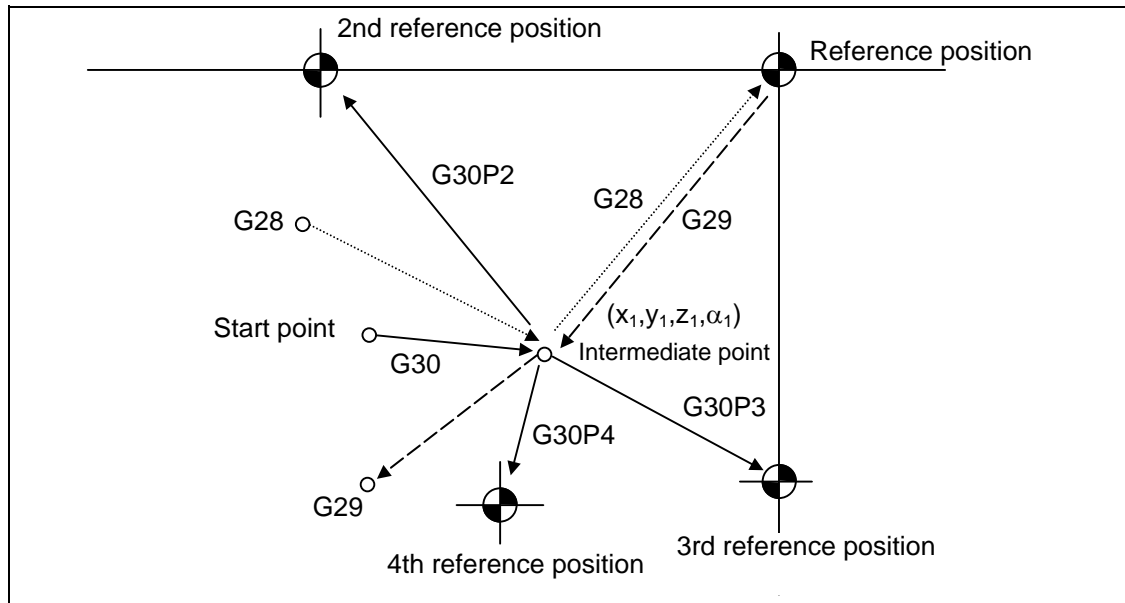 2nd reference position
Reference position
G30P2
G28
G28
G29
Start point
(x₁,y₁,z₁,α₁)
G30
Intermediate point
G30P3
G30P4
G29
3rd reference position
4th reference position